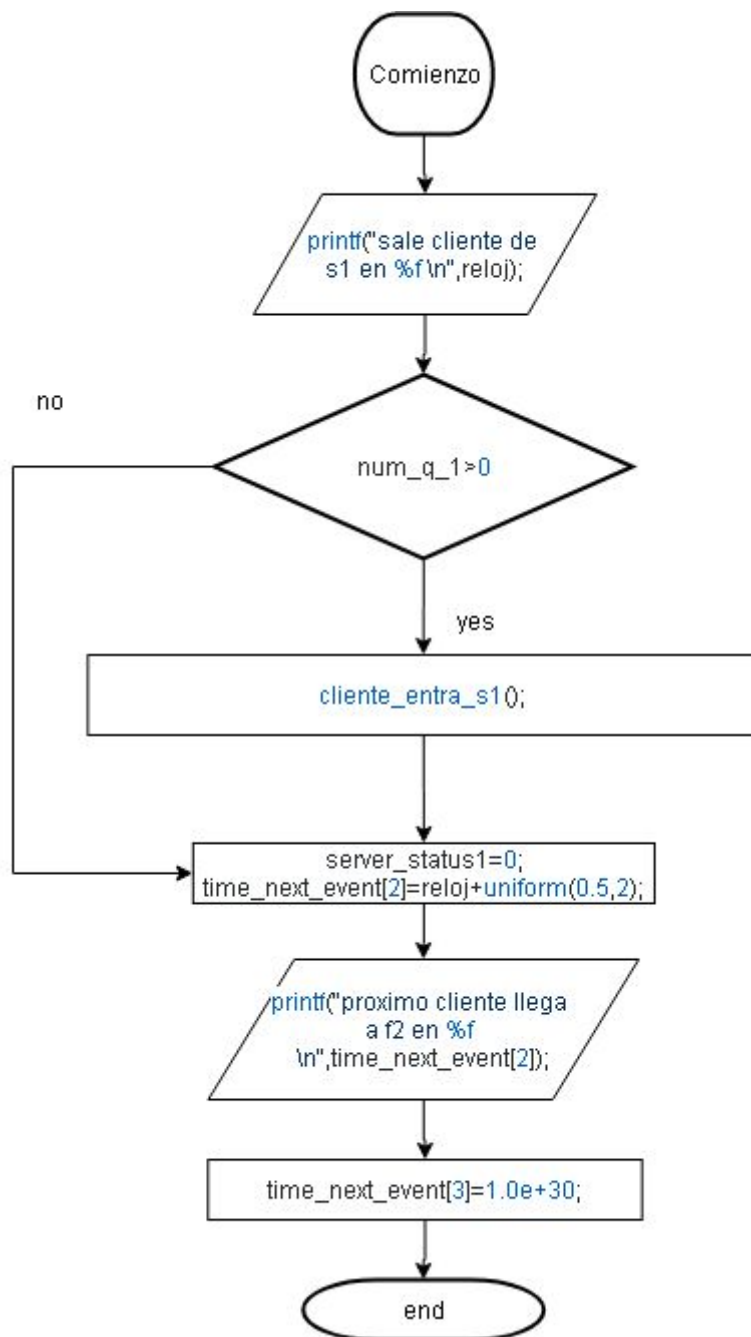 Comienzo
printf("sale cliente de
s1 en %f \n",reloj);
no
num_q_1>0
yes
cliente_entra_s1();
server_status1=0;
time_next_event[2]=reloj+uniform(0.5,2);
printf("proximo cliente llega
a f2 en %f
\n",time_next_event[2]);
time_next_event[3]=1.0e+30;
end